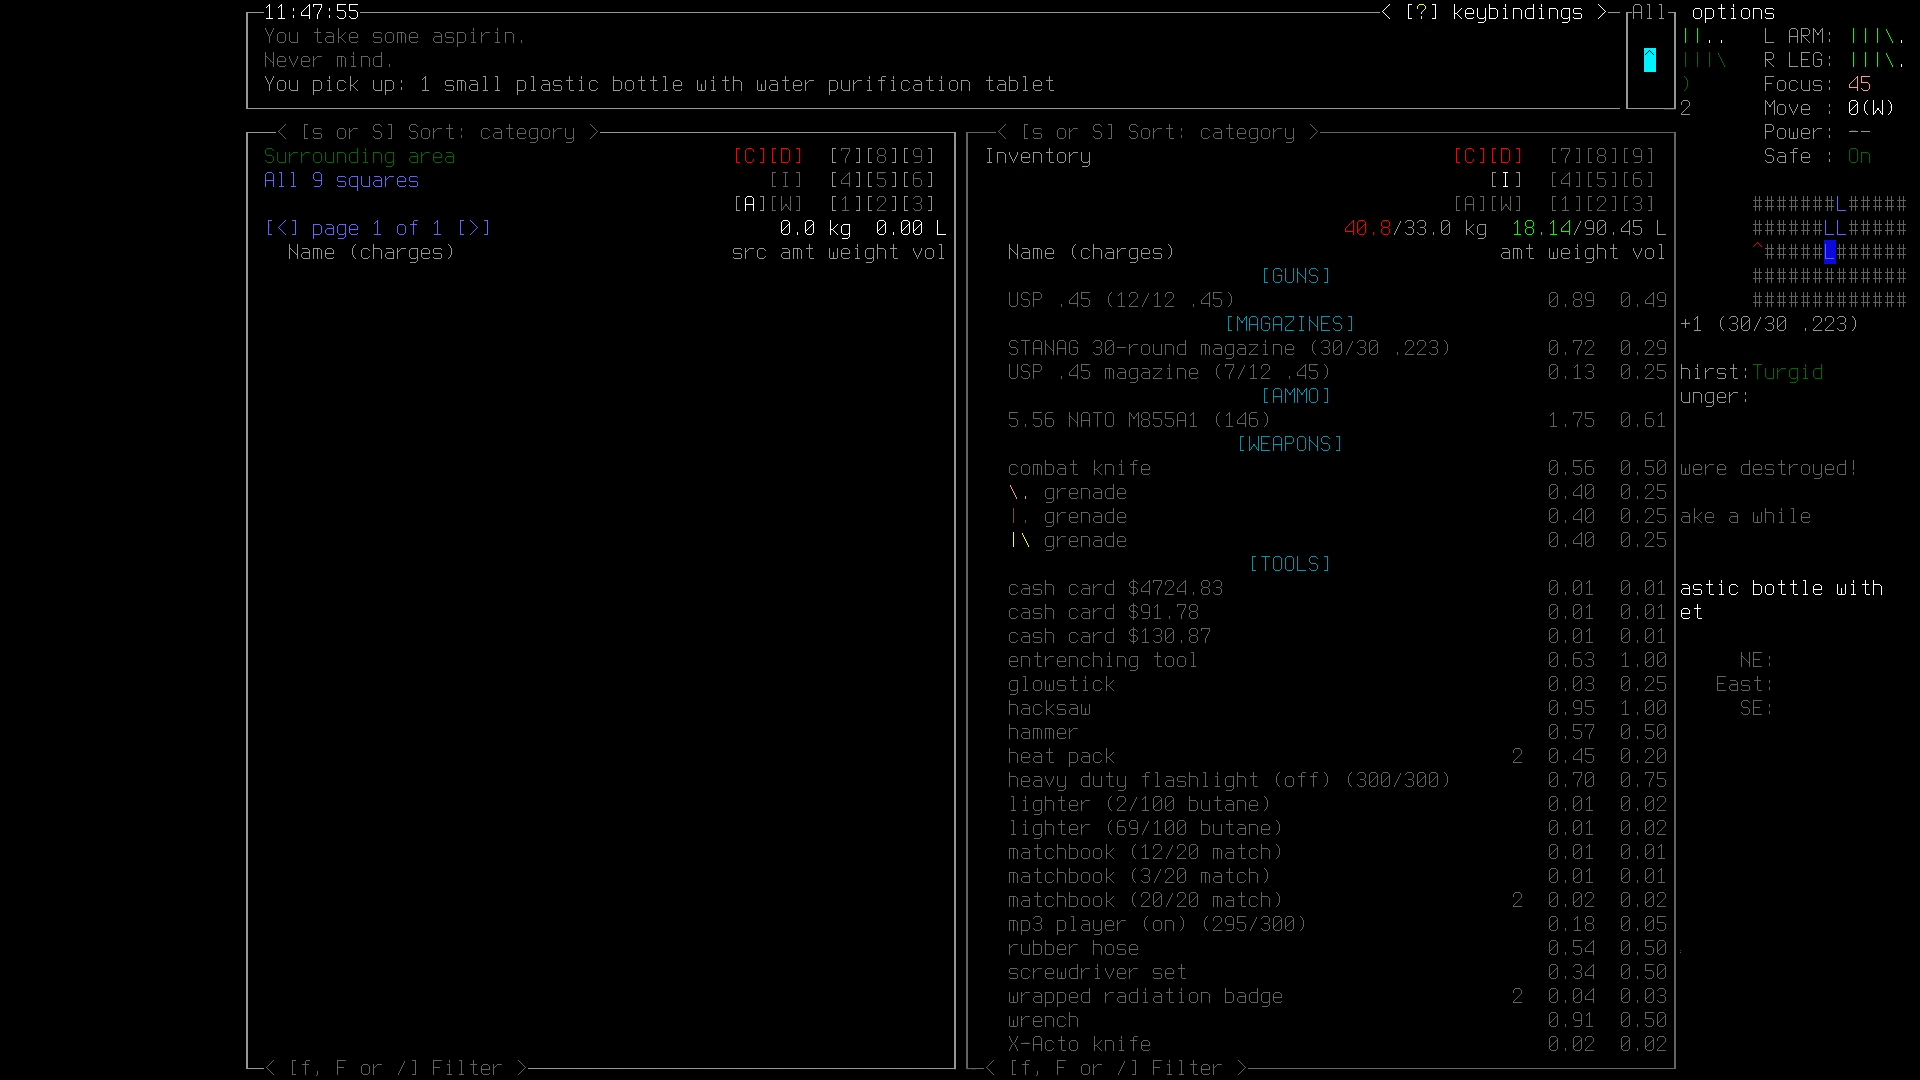 11:47:55 < [?] keybindings > All options
You take some aspirin. ||.. L ARM: |||\.
Never mind. ^ |||\ R LEG: |||\.
You pick up: 1 small plastic bottle with water purification tablet ) Focus: 45
2 Move : 0(W)
< [s or S] Sort: category > < [s or S] Sort: category > Power: --
Surrounding area [C][D] [7][8][9] Inventory [C][D] [7][8][9] Safe : On
All 9 squares [I] [4][5][6] [I] [4][5][6]
[A][W] [1][2][3] [A][W] [1][2][3] #######L#####
[<] page 1 of 1 [>] 0.0 kg 0.00 L 40.8/33.0 kg 18.14/90.45 L ######LL#####
Name (charges) src amt weight vol Name (charges) amt weight vol ^#####L######
[GUNS] #############
USP .45 (12/12 .45) 0.89 0.49 #############
[MAGAZINES] +1 (30/30 .223)
STANAG 30-round magazine (30/30 .223) 0.72 0.29
USP .45 magazine (7/12 .45) 0.13 0.25 hirst:Turgid
[AMMO] unger:
5.56 NATO M855A1 (146) 1.75 0.61
[WEAPONS]
combat knife 0.56 0.50 were destroyed!
\. grenade 0.40 0.25
|. grenade 0.40 0.25 ake a while
|\ grenade 0.40 0.25
[TOOLS]
cash card $4724.83 0.01 0.01 astic bottle with
cash card $91.78 0.01 0.01 et
cash card $130.87 0.01 0.01
entrenching tool 0.63 1.00 NE:
glowstick 0.03 0.25 East:
hacksaw 0.95 1.00 SE:
hammer 0.57 0.50
heat pack 2 0.45 0.20
heavy duty flashlight (off) (300/300) 0.70 0.75
lighter (2/100 butane) 0.01 0.02
lighter (69/100 butane) 0.01 0.02
matchbook (12/20 match) 0.01 0.01
matchbook (3/20 match) 0.01 0.01
matchbook (20/20 match) 2 0.02 0.02
mp3 player (on) (295/300) 0.18 0.05
rubber hose 0.54 0.50
screwdriver set 0.34 0.50
wrapped radiation badge 2 0.04 0.03
wrench 0.91 0.50
X-Acto knife 0.02 0.02
< [f, F or /] Filter > < [f, F or /] Filter >